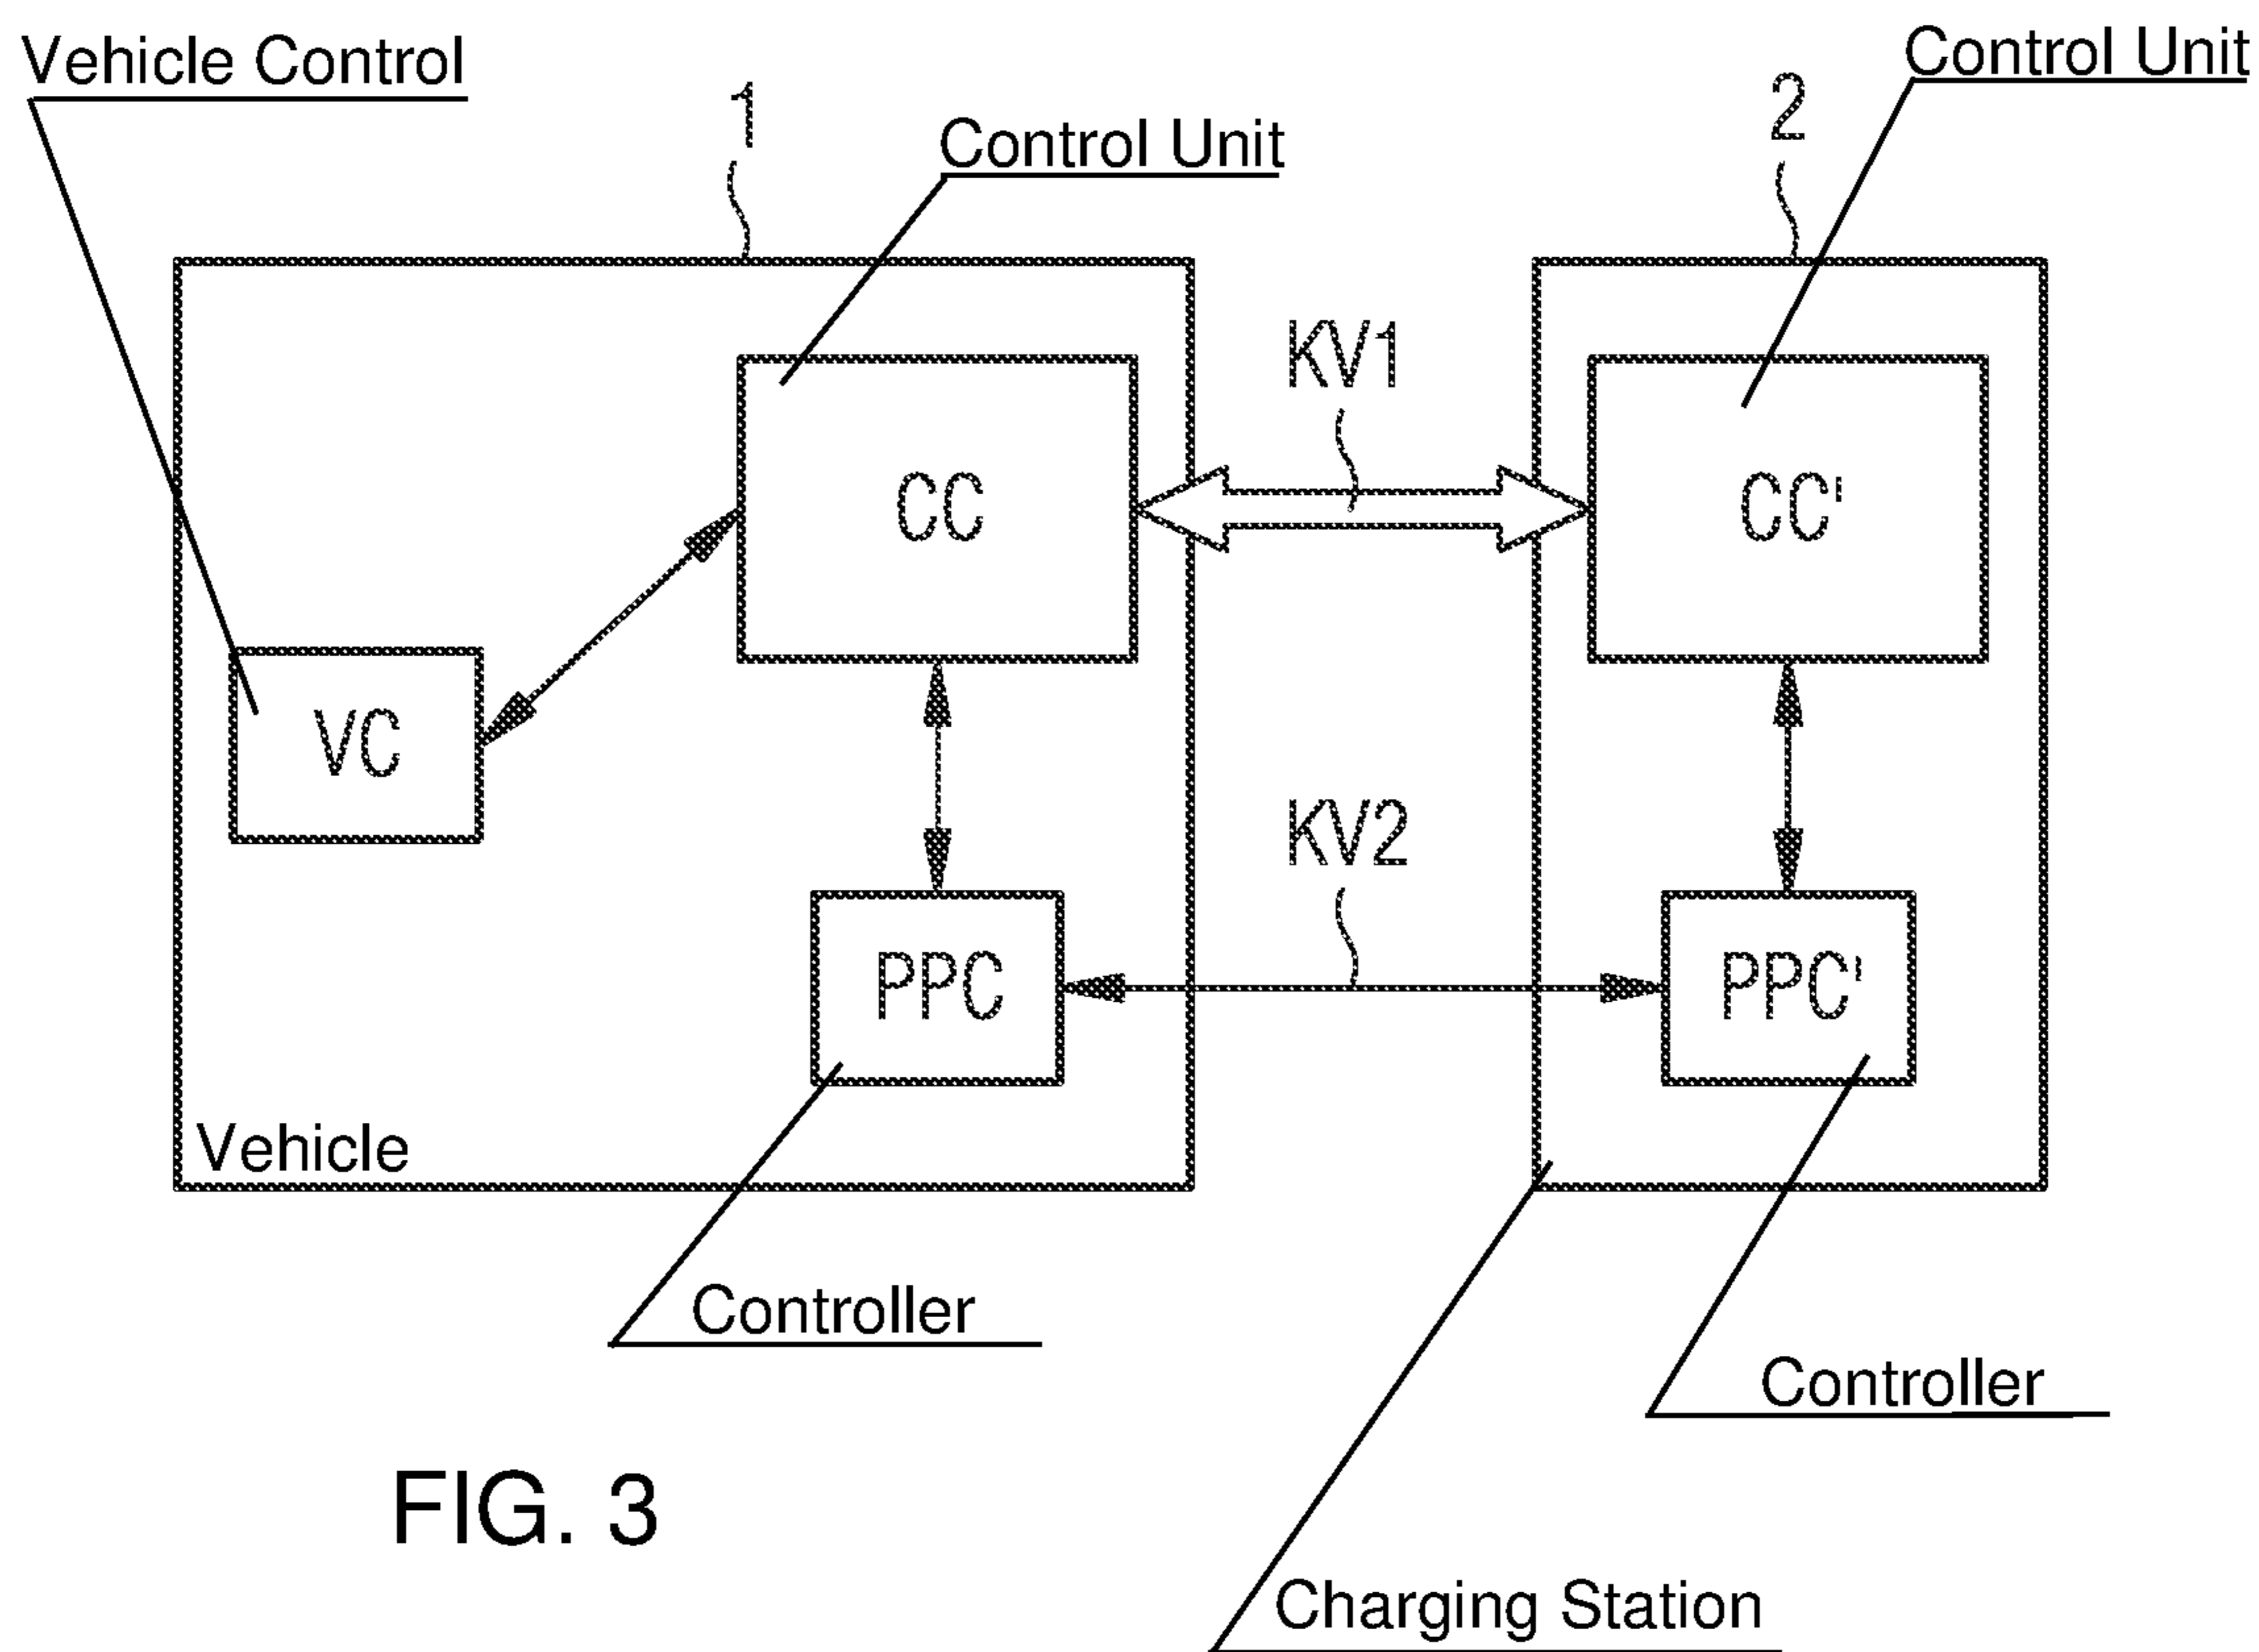 Vehicle Control
Control Unit
1
2
Control Unit
KV1
CC
CC'
VC
KV2
PPC
PPC'
Vehicle
Controller
Controller
FIG. 3
Charging Station